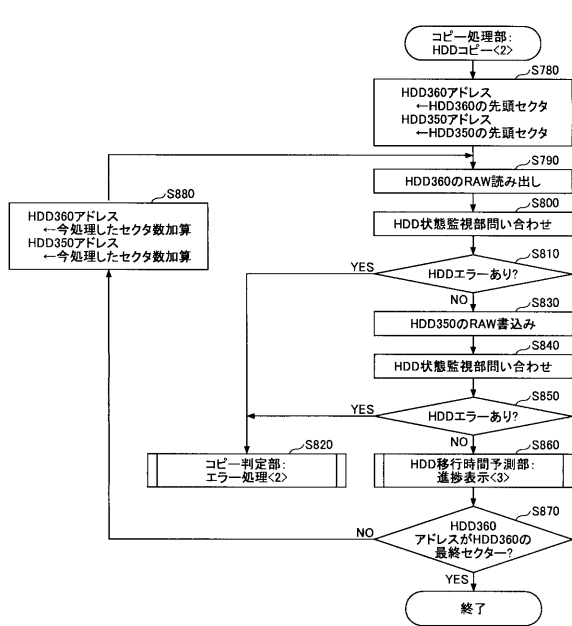 コピー処理部:
HDDコピー<2>
S780
HDD360アドレス
←HDD360の先頭セクタ
HDD350アドレス
←HDD350の先頭セクタ
S790
HDD360のRAW読み出し
S880
HDD360アドレス
←今処理したセクタ数加算
HDD350アドレス
←今処理したセクタ数加算
S800
HDD状態監視部問い合わせ
S810
YES
HDDエラーあり?
NO
S830
HDD350のRAW書込み
S840
HDD状態監視部問い合わせ
S850
YES
HDDエラーあり?
NO
S820
コピー判定部:
エラー処理<2>
S860
HDD移行時間予測部:
進捗表示<3>
S870
NO
HDD360
アドレスがHDD360の
最終セクター?
YES
終了